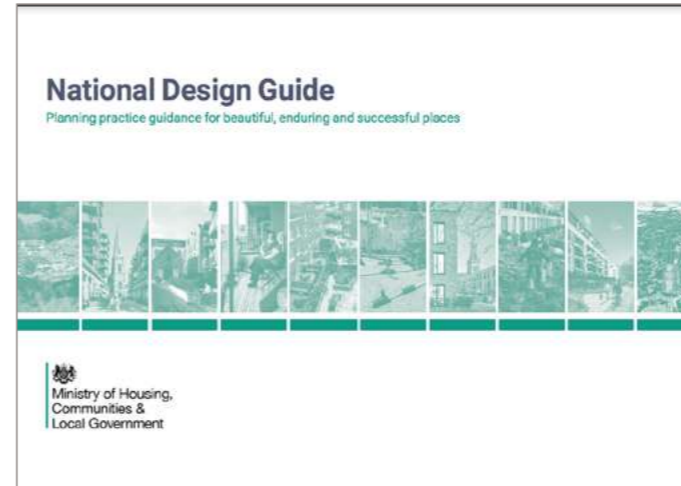 National Design Guide
Planning practice guidance for beautiful, enduring and successful places
Ministry of Housing,
Communities &
Local Government